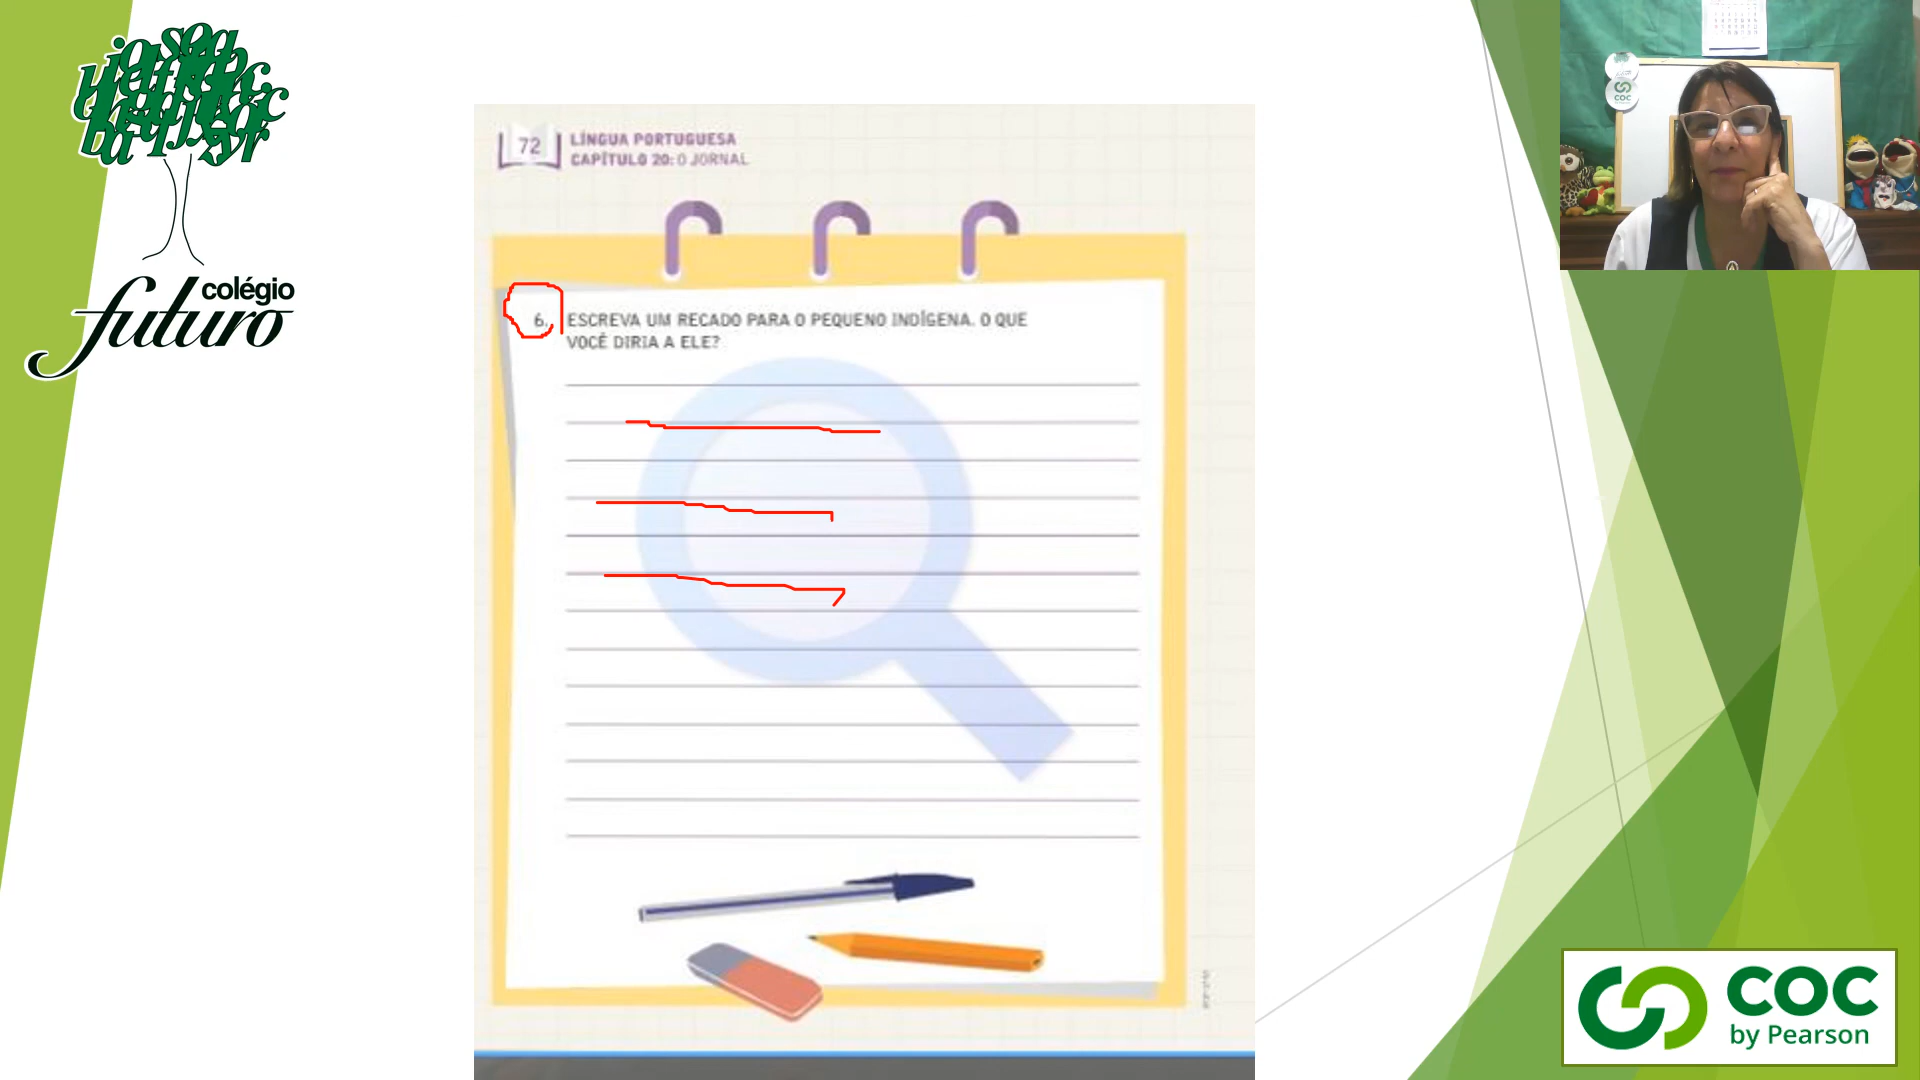 colégio
futuro
72
LÍNGUA PORTUGUESA
CAPÍTULO 20: O JORNAL
6. ESCREVA UM RECADO PARA O PEQUENO INDÍGENA. O QUE
VOCÊ DIRIA A ELE?
COC
COC
by Pearson